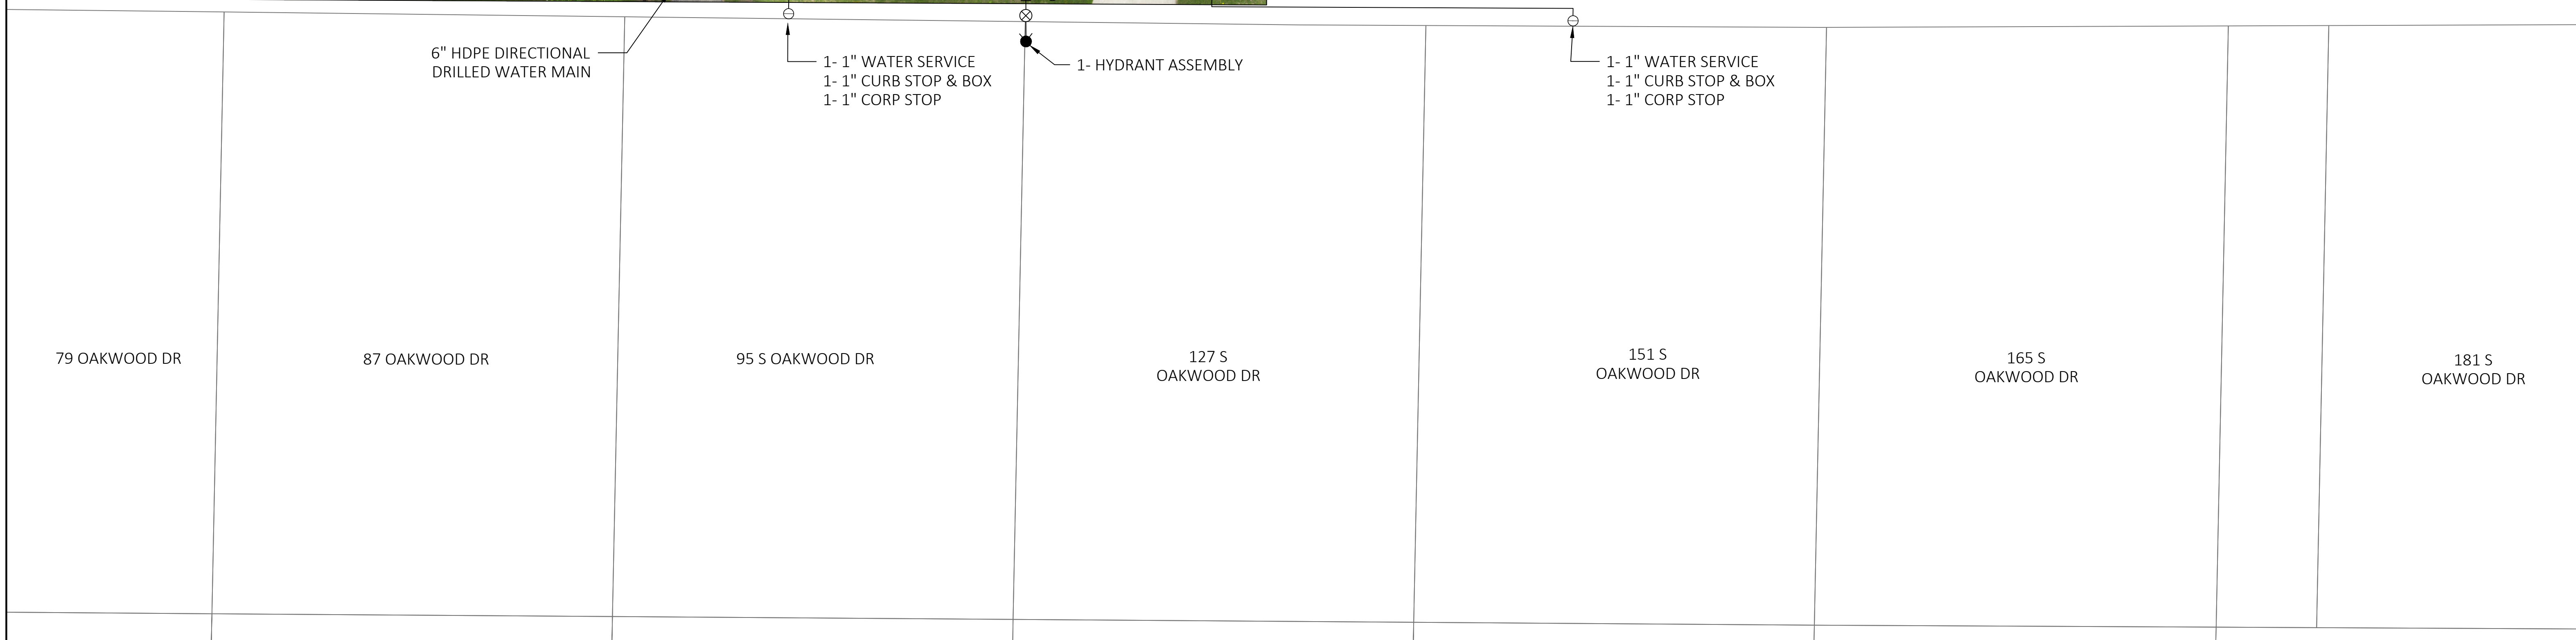 6" HDPE DIRECTIONAL
DRILLED WATER MAIN
1- 1" WATER SERVICE
1- 1" CURB STOP & BOX
1- 1" CORP STOP
1- HYDRANT ASSEMBLY
1- 1" WATER SERVICE
1- 1" CURB STOP & BOX
1- 1" CORP STOP
79 OAKWOOD DR
87 OAKWOOD DR
95 S OAKWOOD DR
127 S
OAKWOOD DR
151 S
OAKWOOD DR
165 S
OAKWOOD DR
181 S
OAKWOOD DR